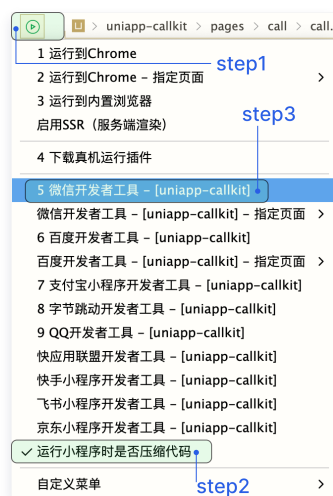 U > uniapp-callkit > pages > call > call.
1 运行到Chrome
step1
2 运行到Chrome - 指定页面 >
3 运行到内置浏览器
启用SSR（服务端渲染）
step3
4 下载真机运行插件
5 微信开发者工具 - [uniapp-callkit]
微信开发者工具 - [uniapp-callkit] - 指定页面 >
6 百度开发者工具 - [uniapp-callkit]
百度开发者工具 - [uniapp-callkit] - 指定页面 >
7 支付宝小程序开发者工具 - [uniapp-callkit]
8 字节跳动开发者工具 - [uniapp-callkit]
9 QQ开发者工具 - [uniapp-callkit]
快应用联盟开发者工具 - [uniapp-callkit]
快手小程序开发者工具 - [uniapp-callkit]
飞书小程序开发者工具 - [uniapp-callkit]
京东小程序开发者工具 - [uniapp-callkit]
✓ 运行小程序时是否压缩代码
step2
自定义菜单 >